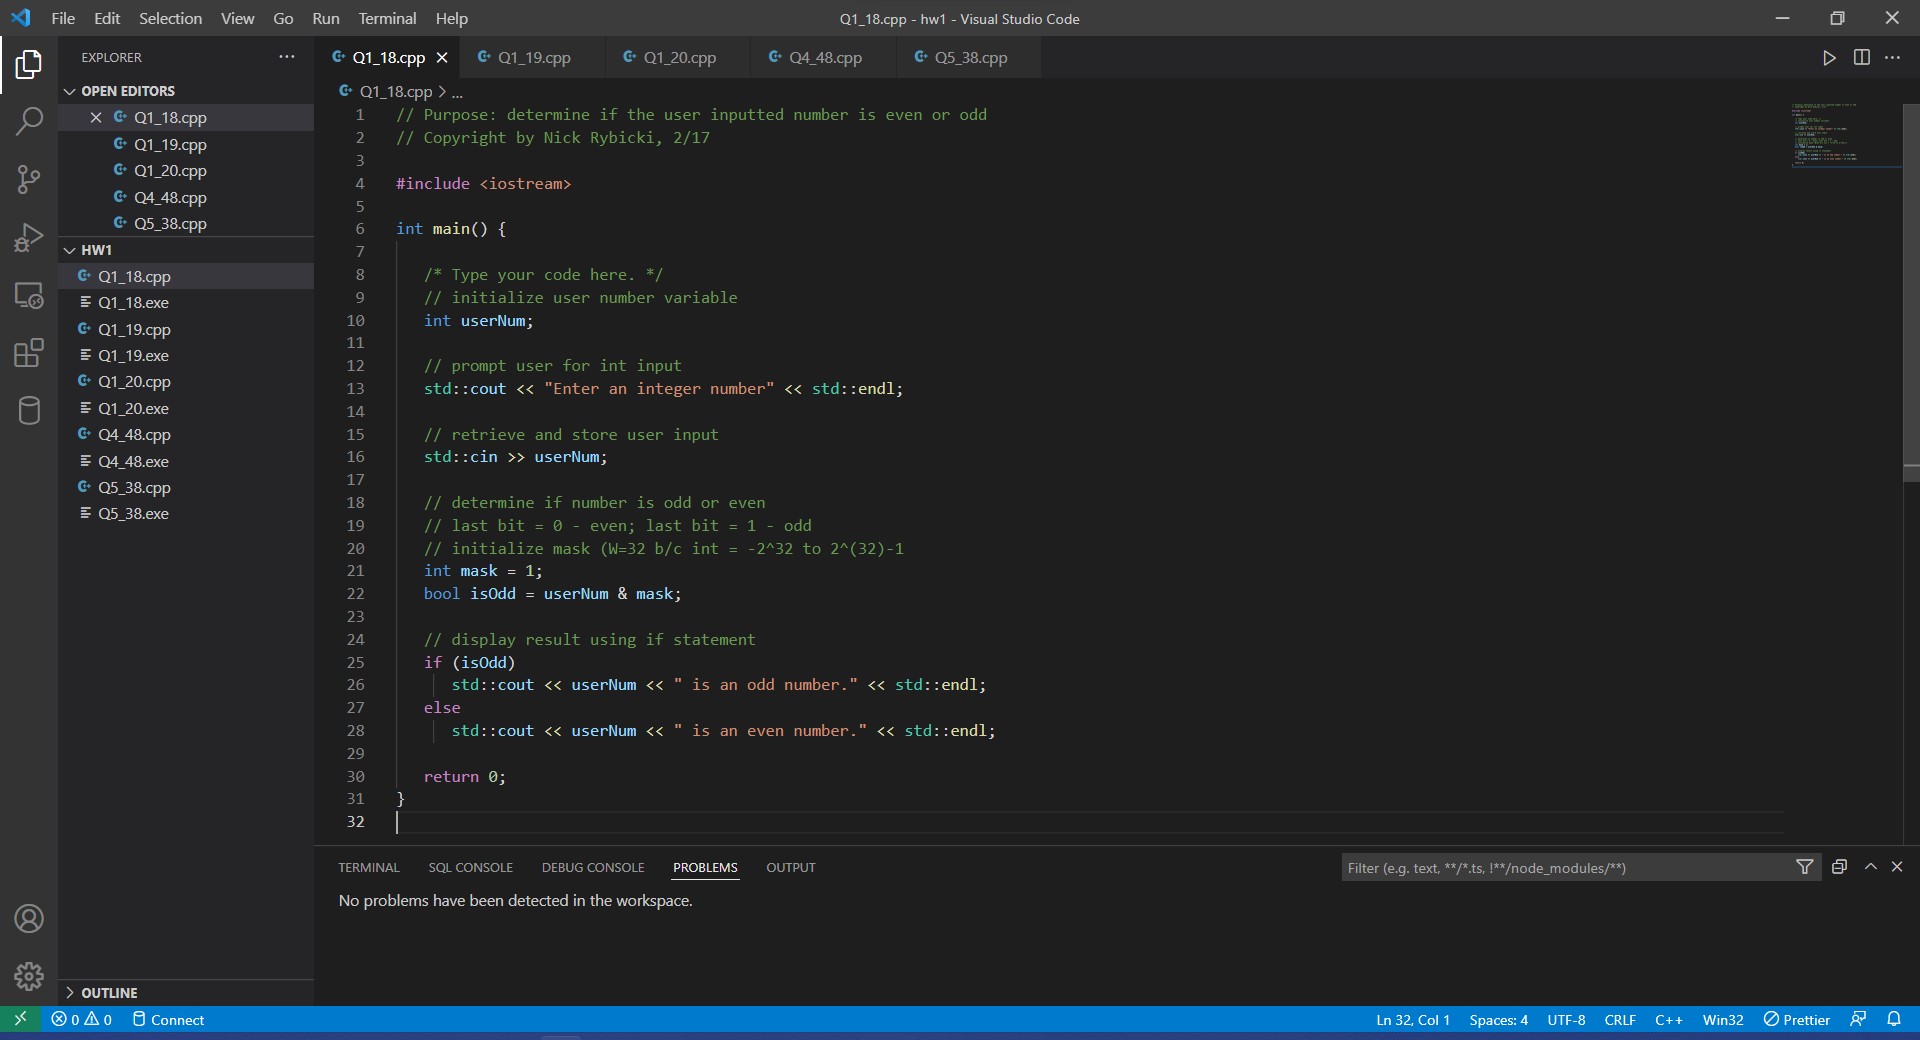 File Edit Selection View Go Run Terminal Help
Q1_18.cpp - hw1 - Visual Studio Code
EXPLORER
OPEN EDITORS
Q1_18.cpp
Q1_19.cpp
Q1_20.cpp
Q4_48.cpp
Q5_38.cpp
HW1
Q1_18.cpp
Q1_18.exe
Q1_19.cpp
Q1_19.exe
Q1_20.cpp
Q1_20.exe
Q4_48.cpp
Q4_48.exe
Q5_38.cpp
Q5_38.exe
OUTLINE
Q1_18.cpp Q1_19.cpp Q1_20.cpp Q4_48.cpp Q5_38.cpp
Q1_18.cpp > ...
1 // Purpose: determine if the user inputted number is even or odd
2 // Copyright by Nick Rybicki, 2/17
3
4 #include <iostream>
5
6 int main() {
7
8 /* Type your code here. */
9 // initialize user number variable
10 int userNum;
11
12 // prompt user for int input
13 std::cout << "Enter an integer number" << std::endl;
14
15 // retrieve and store user input
16 std::cin >> userNum;
17
18 // determine if number is odd or even
19 // last bit = 0 - even; last bit = 1 - odd
20 // initialize mask (W=32 b/c int = -2^32 to 2^(32)-1
21 int mask = 1;
22 bool isOdd = userNum & mask;
23
24 // display result using if statement
25 if (isOdd)
26 std::cout << userNum << " is an odd number." << std::endl;
27 else
28 std::cout << userNum << " is an even number." << std::endl;
29
30 return 0;
31 }
32
TERMINAL SQL CONSOLE DEBUG CONSOLE PROBLEMS OUTPUT
Filter (e.g. text, **/*.ts, !**/node_modules/**)
No problems have been detected in the workspace.
0 0 Connect
Ln 32, Col 1 Spaces: 4 UTF-8 CRLF C++ Win32 Prettier